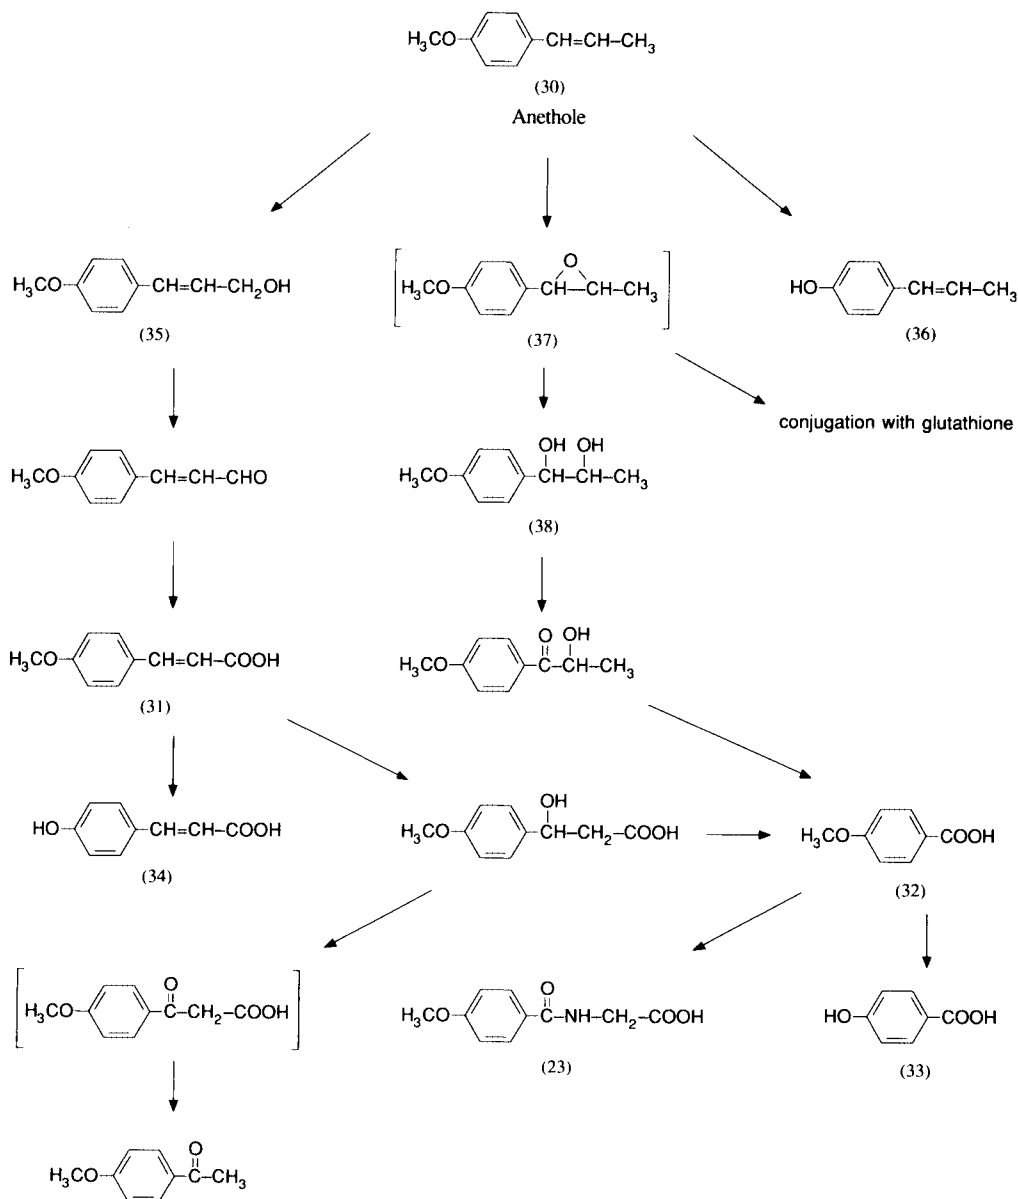 H3CO CH=CH-CH3
(30)
Anethole
H3CO CH=CH-CH2OH
(35)
H3CO O CH-CH-CH3
(37)
HO CH=CH-CH3
(36)
conjugation with glutathione
H3CO CH=CH-CHO
OH OH
H3CO CH-CH-CH3
(38)
H3CO CH=CH-COOH
(31)
O OH
H3CO C-CH-CH3
HO CH=CH-COOH
(34)
OH
H3CO CH-CH2-COOH
H3CO COOH
(32)
O
H3CO C-CH2-COOH
O
H3CO C-NH-CH2-COOH
(23)
HO COOH
(33)
O
H3CO C-CH3